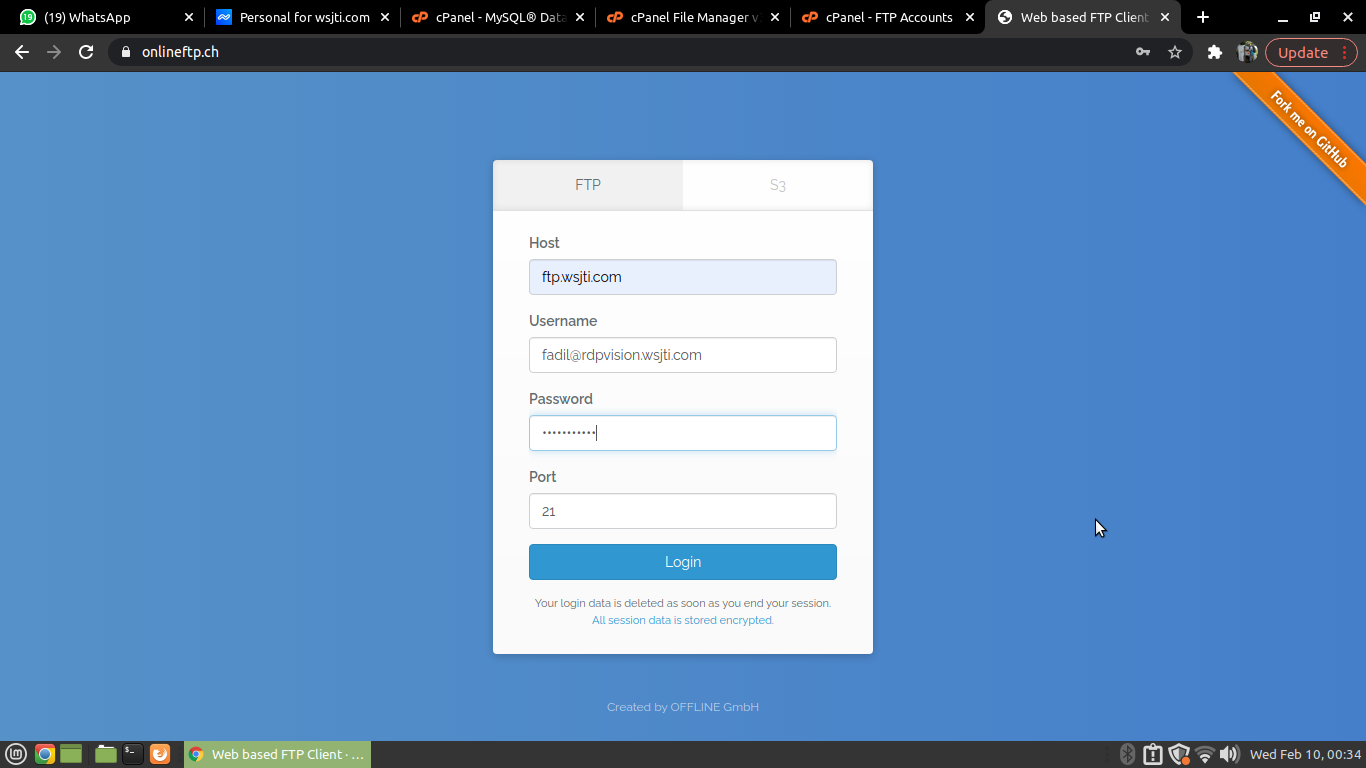 19 (19) WhatsApp
Personal for wsjti.com
cPanel - MySQL® Data
cPanel File Manager v
cPanel - FTP Accounts
Web based FTP Client
onlineftp.ch
Update
Fork me on GitHub
FTP
S3
Host
ftp.wsjti.com
Username
fadil@rdpvision.wsjti.com
Password
•••••••••••
Port
21
Login
Your login data is deleted as soon as you end your session.
All session data is stored encrypted.
Created by OFFLINE GmbH
Web based FTP Client · ...
Wed Feb 10, 00:34